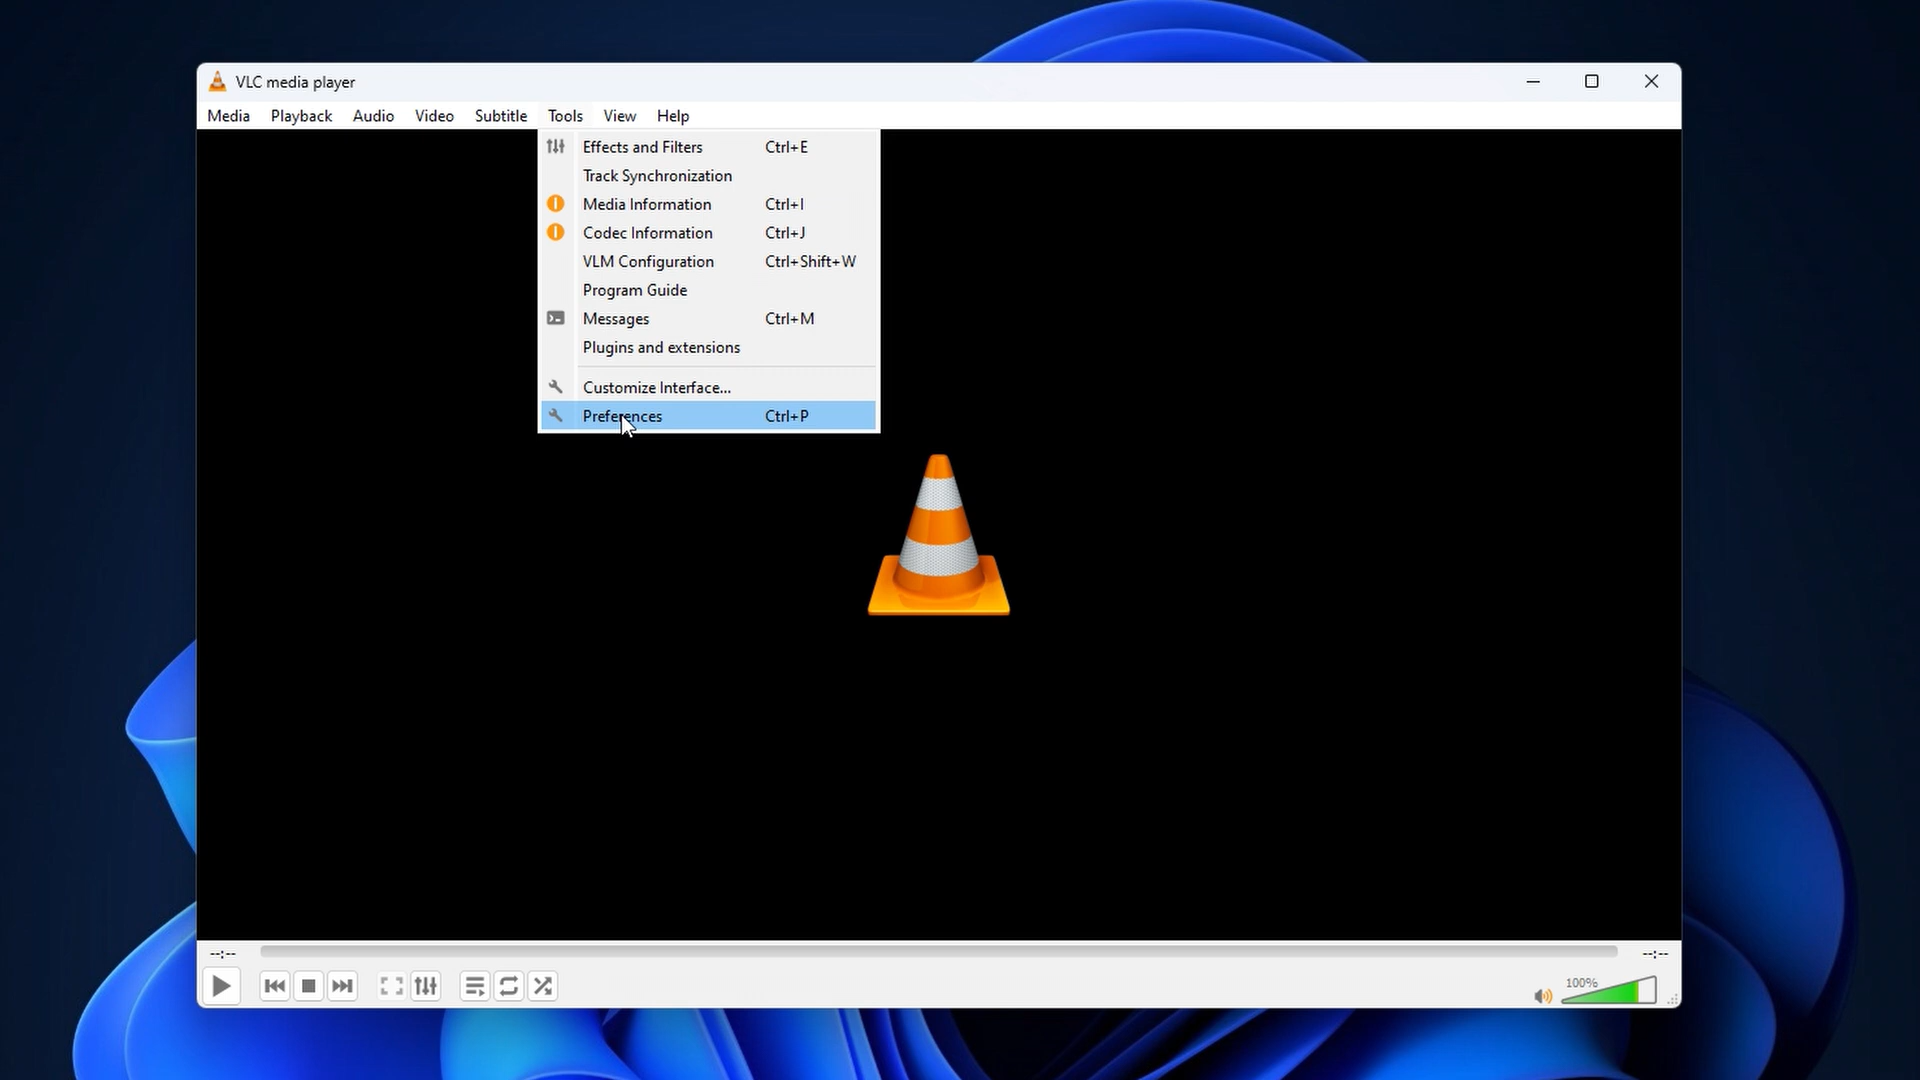 VLC media player
Media Playback Audio Video Subtitle Tools View Help
Effects and Filters Ctrl+E
Track Synchronization
Media Information Ctrl+I
Codec Information Ctrl+J
VLM Configuration Ctrl+Shift+W
Program Guide
Messages Ctrl+M
Plugins and extensions
Customize Interface...
Preferences Ctrl+P
--:-- --:--
100%